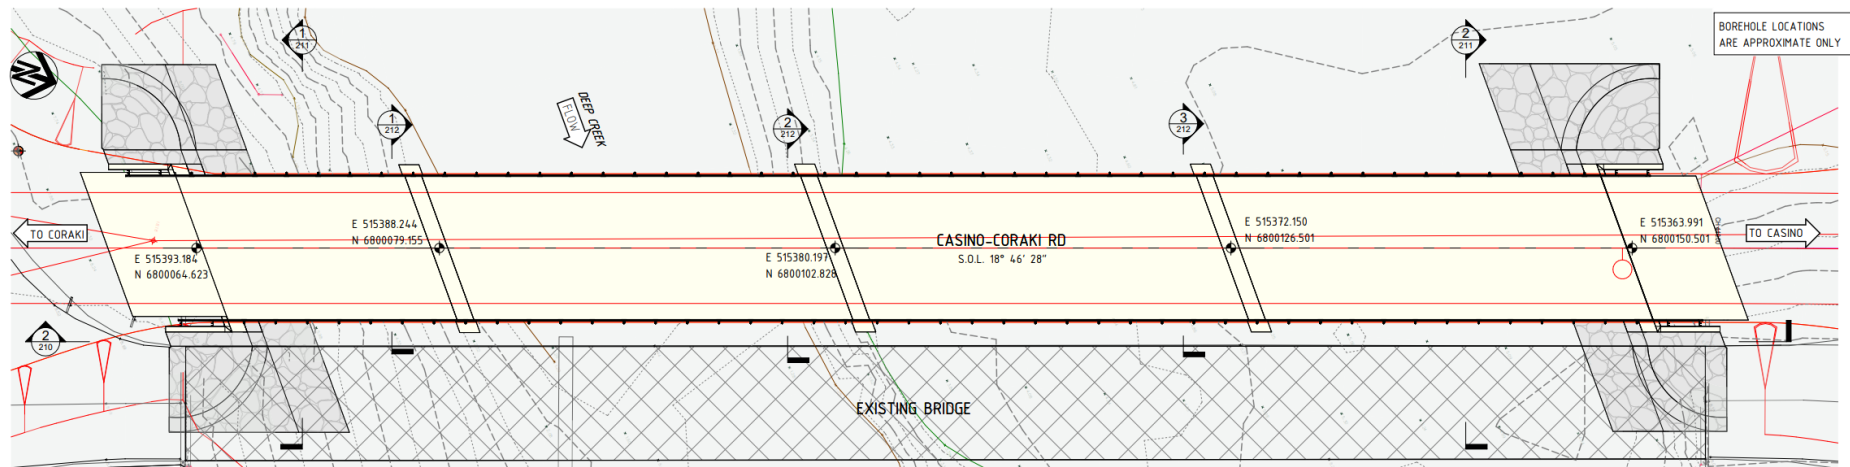 BOREHOLE LOCATIONS
ARE APPROXIMATE ONLY
1
211
2
211
1
212
2
212
3
212
DEEP CREEK
FLOW
TO CORAKI
E 515393.184
N 6800064.623
E 515388.244
N 6800079.155
E 515380.197
N 6800102.828
CASINO-CORAKI RD
S.O.L. 18° 46' 28"
E 515372.150
N 6800126.501
E 515363.991
N 6800150.501
TO CASINO
2
210
EXISTING BRIDGE